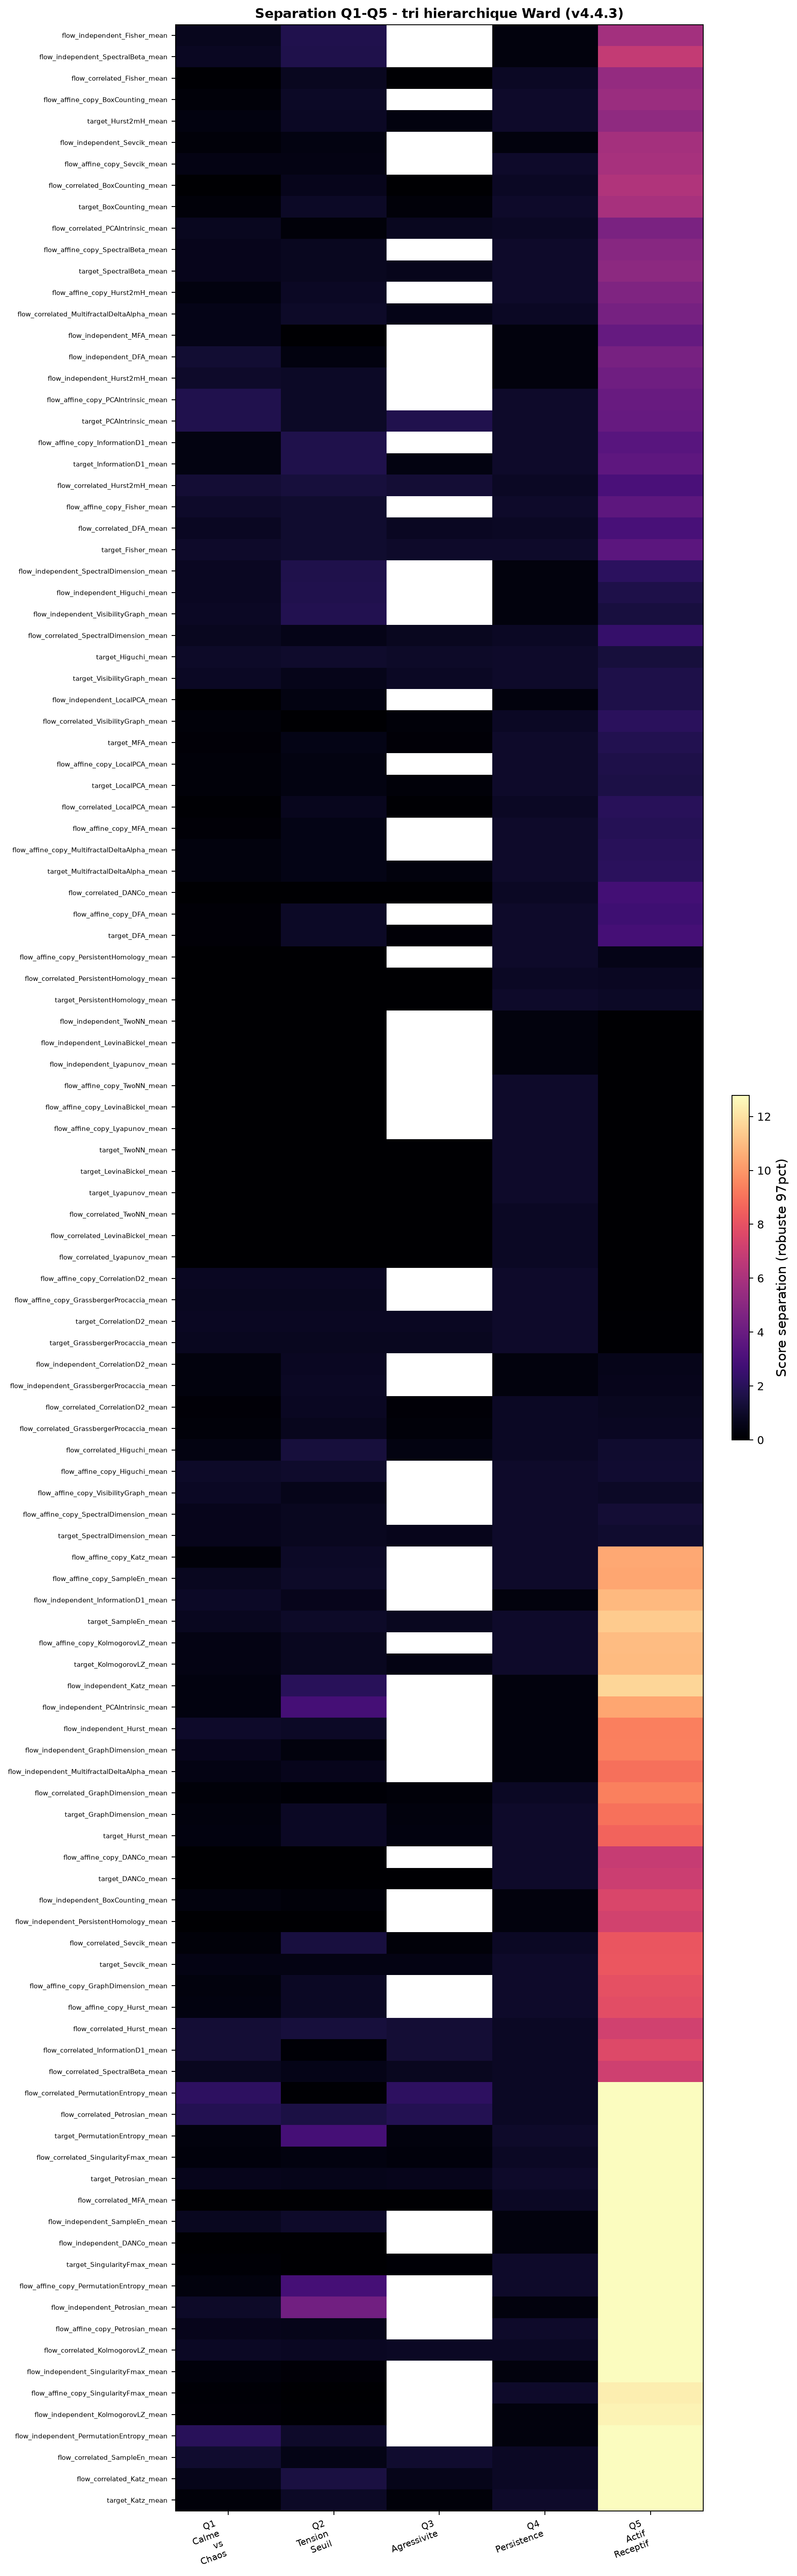 Separation Q1-Q5 - tri hierarchique Ward (v4.4.3)
flow_independent_Fisher_mean
flow_independent_SpectralBeta_mean
flow_correlated_Fisher_mean
flow_affine_copy_BoxCounting_mean
target_Hurst2mH_mean
flow_independent_Sevcik_mean
flow_affine_copy_Sevcik_mean
flow_correlated_BoxCounting_mean
target_BoxCounting_mean
flow_correlated_PCAIntrinsic_mean
flow_affine_copy_SpectralBeta_mean
target_SpectralBeta_mean
flow_affine_copy_Hurst2mH_mean
flow_correlated_MultifractalDeltaAlpha_mean
flow_independent_MFA_mean
flow_independent_DFA_mean
flow_independent_Hurst2mH_mean
flow_affine_copy_PCAIntrinsic_mean
target_PCAIntrinsic_mean
flow_affine_copy_InformationD1_mean
target_InformationD1_mean
flow_correlated_Hurst2mH_mean
flow_affine_copy_Fisher_mean
flow_correlated_DFA_mean
target_Fisher_mean
flow_independent_SpectralDimension_mean
flow_independent_Higuchi_mean
flow_independent_VisibilityGraph_mean
flow_correlated_SpectralDimension_mean
target_Higuchi_mean
target_VisibilityGraph_mean
flow_independent_LocalPCA_mean
flow_correlated_VisibilityGraph_mean
target_MFA_mean
flow_affine_copy_LocalPCA_mean
target_LocalPCA_mean
flow_correlated_LocalPCA_mean
flow_affine_copy_MFA_mean
flow_affine_copy_MultifractalDeltaAlpha_mean
target_MultifractalDeltaAlpha_mean
flow_correlated_DANCo_mean
flow_affine_copy_DFA_mean
target_DFA_mean
flow_affine_copy_PersistentHomology_mean
flow_correlated_PersistentHomology_mean
target_PersistentHomology_mean
flow_independent_TwoNN_mean
flow_independent_LevinaBickel_mean
flow_independent_Lyapunov_mean
flow_affine_copy_TwoNN_mean
flow_affine_copy_LevinaBickel_mean
flow_affine_copy_Lyapunov_mean
target_TwoNN_mean
target_LevinaBickel_mean
target_Lyapunov_mean
flow_correlated_TwoNN_mean
flow_correlated_LevinaBickel_mean
flow_correlated_Lyapunov_mean
flow_affine_copy_CorrelationD2_mean
flow_affine_copy_GrassbergerProcaccia_mean
target_CorrelationD2_mean
target_GrassbergerProcaccia_mean
flow_independent_CorrelationD2_mean
flow_independent_GrassbergerProcaccia_mean
flow_correlated_CorrelationD2_mean
flow_correlated_GrassbergerProcaccia_mean
flow_correlated_Higuchi_mean
flow_affine_copy_Higuchi_mean
flow_affine_copy_VisibilityGraph_mean
flow_affine_copy_SpectralDimension_mean
target_SpectralDimension_mean
flow_affine_copy_Katz_mean
flow_affine_copy_SampleEn_mean
flow_independent_InformationD1_mean
target_SampleEn_mean
flow_affine_copy_KolmogorovLZ_mean
target_KolmogorovLZ_mean
flow_independent_Katz_mean
flow_independent_PCAIntrinsic_mean
flow_independent_Hurst_mean
flow_independent_GraphDimension_mean
flow_independent_MultifractalDeltaAlpha_mean
flow_correlated_GraphDimension_mean
target_GraphDimension_mean
target_Hurst_mean
flow_affine_copy_DANCo_mean
target_DANCo_mean
flow_independent_BoxCounting_mean
flow_independent_PersistentHomology_mean
flow_correlated_Sevcik_mean
target_Sevcik_mean
flow_affine_copy_GraphDimension_mean
flow_affine_copy_Hurst_mean
flow_correlated_Hurst_mean
flow_correlated_InformationD1_mean
flow_correlated_SpectralBeta_mean
flow_correlated_PermutationEntropy_mean
flow_correlated_Petrosian_mean
target_PermutationEntropy_mean
flow_correlated_SingularityFmax_mean
target_Petrosian_mean
flow_correlated_MFA_mean
flow_independent_SampleEn_mean
flow_independent_DANCo_mean
target_SingularityFmax_mean
flow_affine_copy_PermutationEntropy_mean
flow_independent_Petrosian_mean
flow_affine_copy_Petrosian_mean
flow_correlated_KolmogorovLZ_mean
flow_independent_SingularityFmax_mean
flow_affine_copy_SingularityFmax_mean
flow_independent_KolmogorovLZ_mean
flow_independent_PermutationEntropy_mean
flow_correlated_SampleEn_mean
flow_correlated_Katz_mean
target_Katz_mean
Q1
Calme
vs
Chaos
Q2
Tension
Seuil
Q3
Agressivite
Q4
Persistence
Q5
Actif
Receptif
12
10
8
6
4
2
0
Score separation (robuste 97pct)